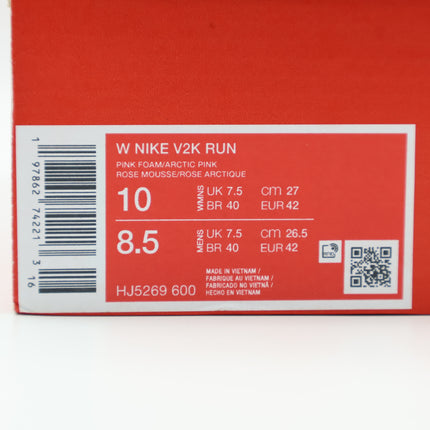 W NIKE V2K RUN
PINK FOAM/ARCTIC PINK
ROSE MOUSSE/ROSE ARCTIQUE
10 WMNS UK 7.5 cm 27
BR 40 EUR 42
8.5 MENS UK 7.5 cm 26.5
BR 40 EUR 42
MADE IN VIETNAM /
FABRIQUE AU VIETNAM /
FABRICADO NO VIETNÃ /
HECHO EN VIETNAM
HJ5269 600
1 97862 74221 3 16